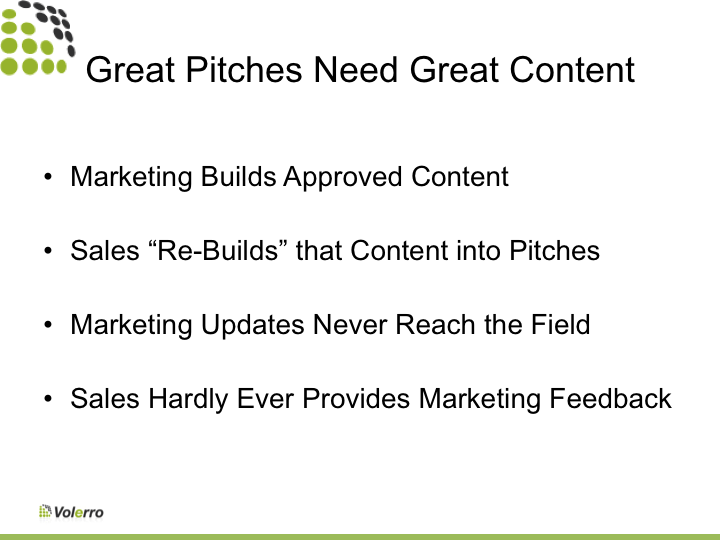 Great Pitches Need Great Content
• Marketing Builds Approved Content
• Sales “Re-Builds” that Content into Pitches
• Marketing Updates Never Reach the Field
• Sales Hardly Ever Provides Marketing Feedback
Volerro